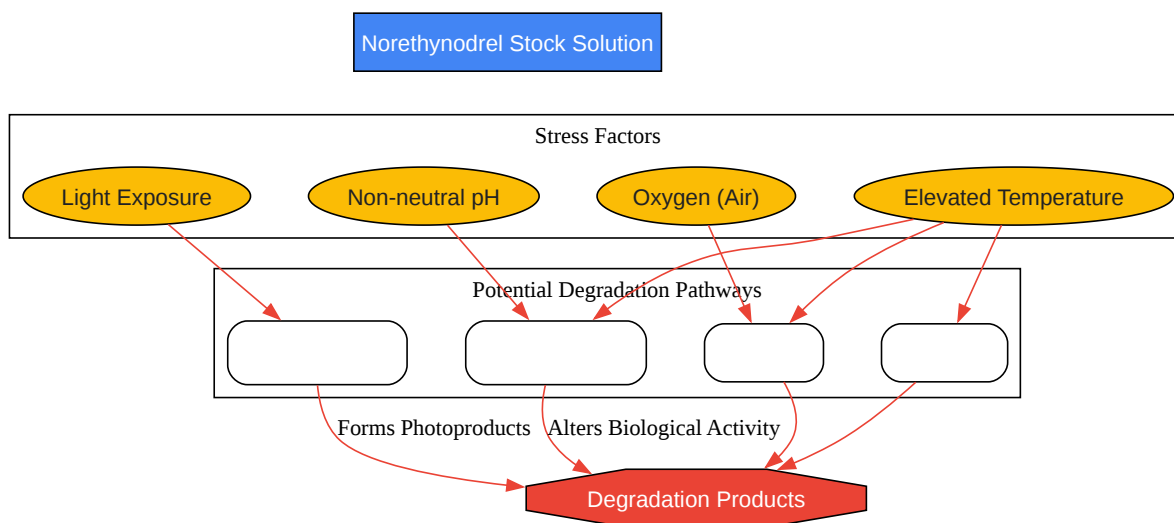 Norethynodrel Stock Solution
Stress Factors
Light Exposure
Non-neutral pH
Oxygen (Air)
Elevated Temperature
Potential Degradation Pathways
Forms Photoproducts
Alters Biological Activity
Degradation Products